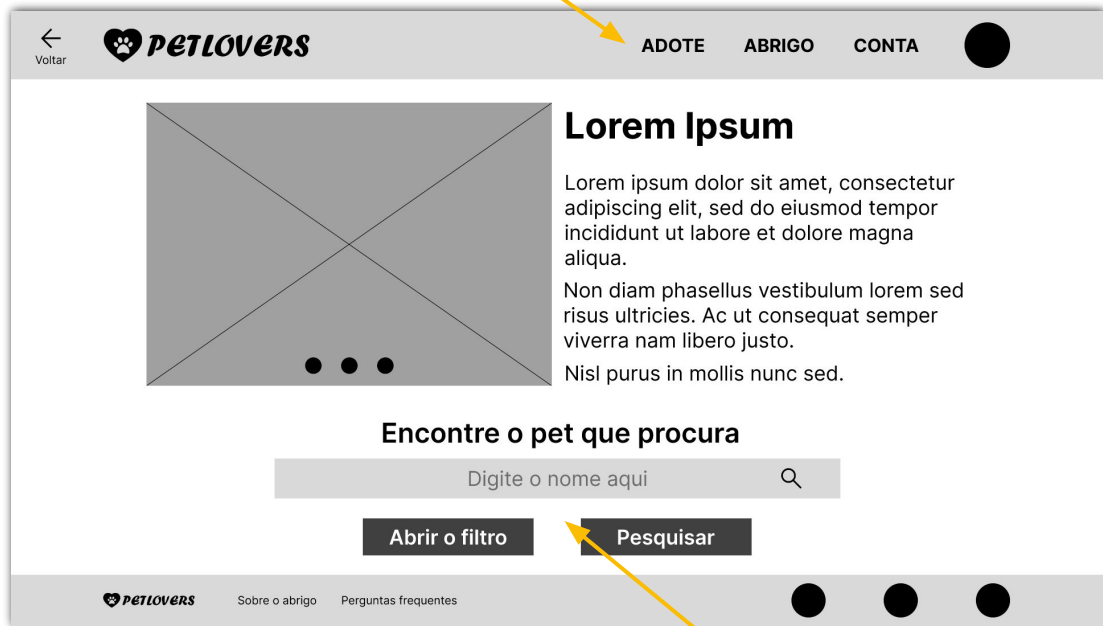 Voltar
PETLOVERS
ADOTE ABRIGO CONTA
Lorem Ipsum
Lorem ipsum dolor sit amet, consectetur
adipiscing elit, sed do eiusmod tempor
incididunt ut labore et dolore magna
aliqua.
Non diam phasellus vestibulum lorem sed
risus ultricies. Ac ut consequat semper
viverra nam libero justo.
Nisl purus in mollis nunc sed.
Encontre o pet que procura
Digite o nome aqui
Abrir o filtro Pesquisar
PETLOVERS Sobre o abrigo Perguntas frequentes